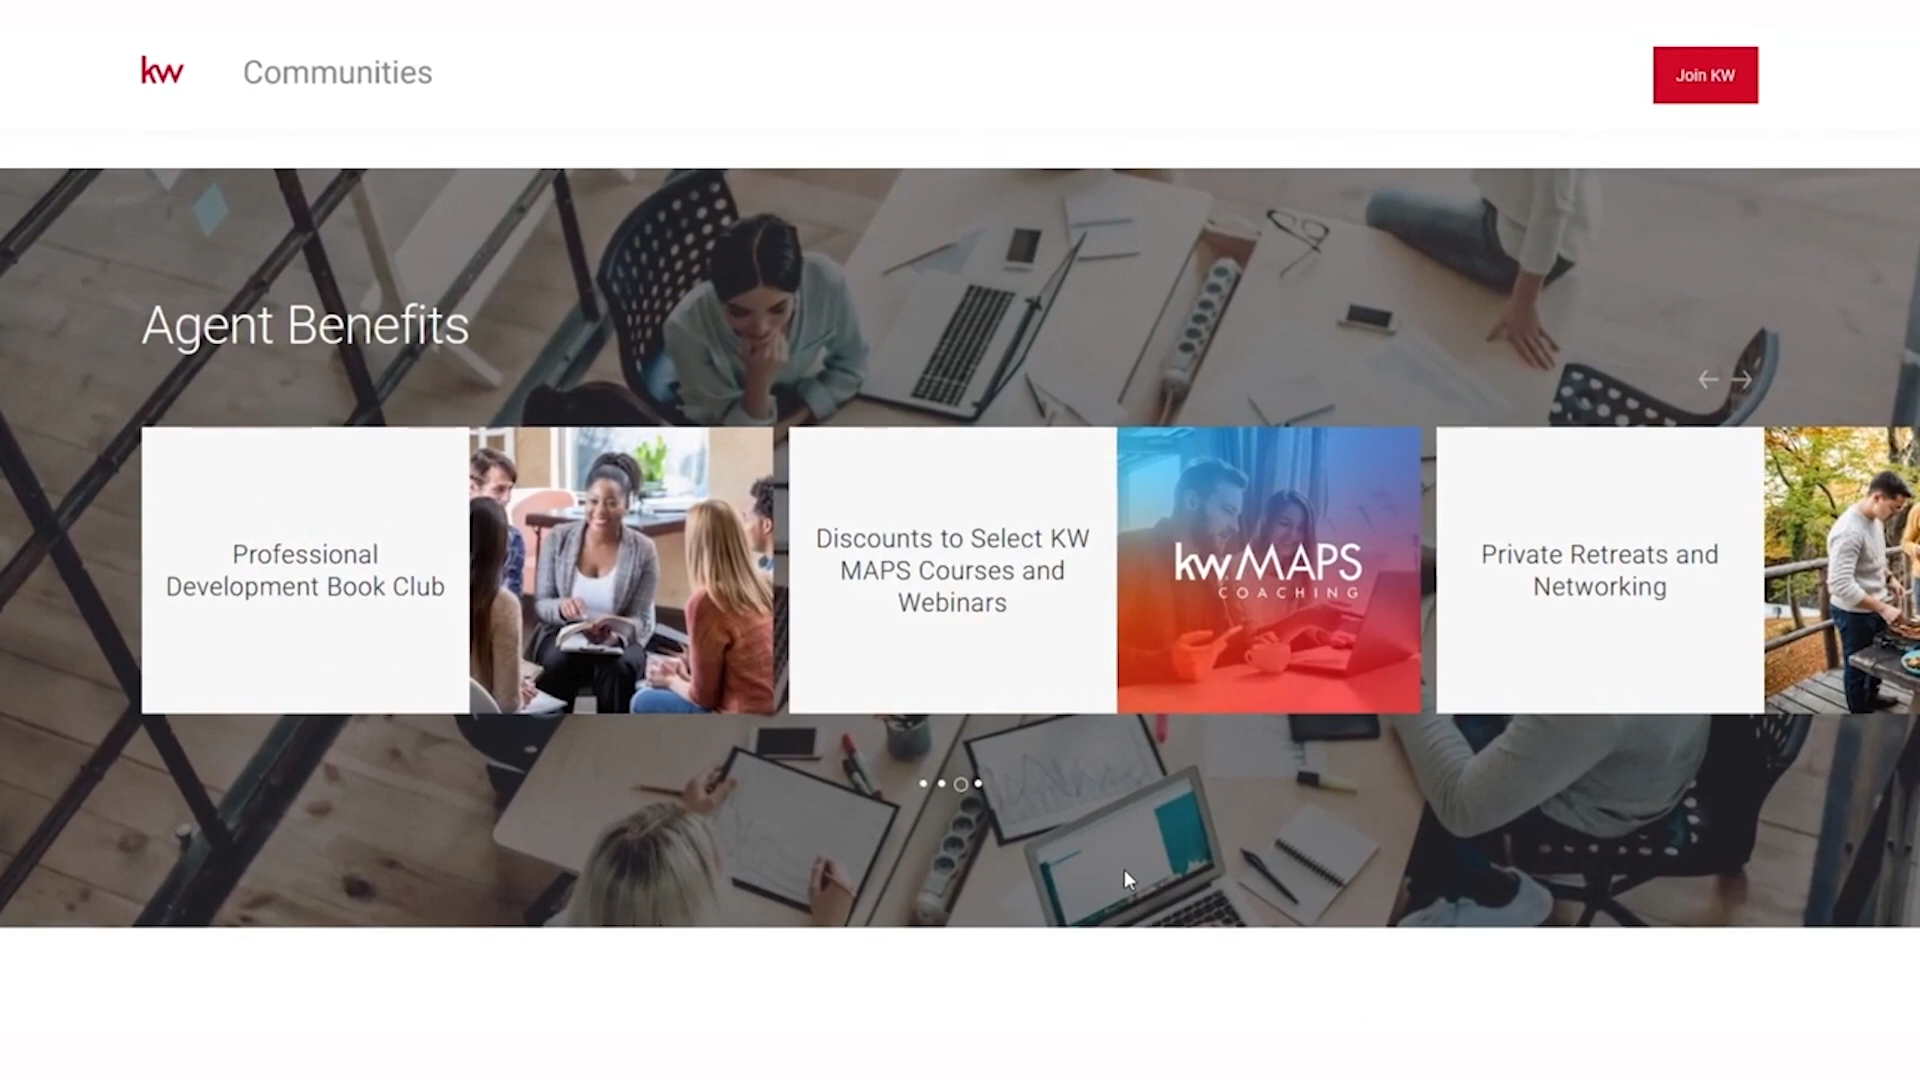 kw Communities
Join KW
Agent Benefits
Professional
Development Book Club
Discounts to Select KW
MAPS Courses and
Webinars
kw MAPS
COACHING
Private Retreats and
Networking